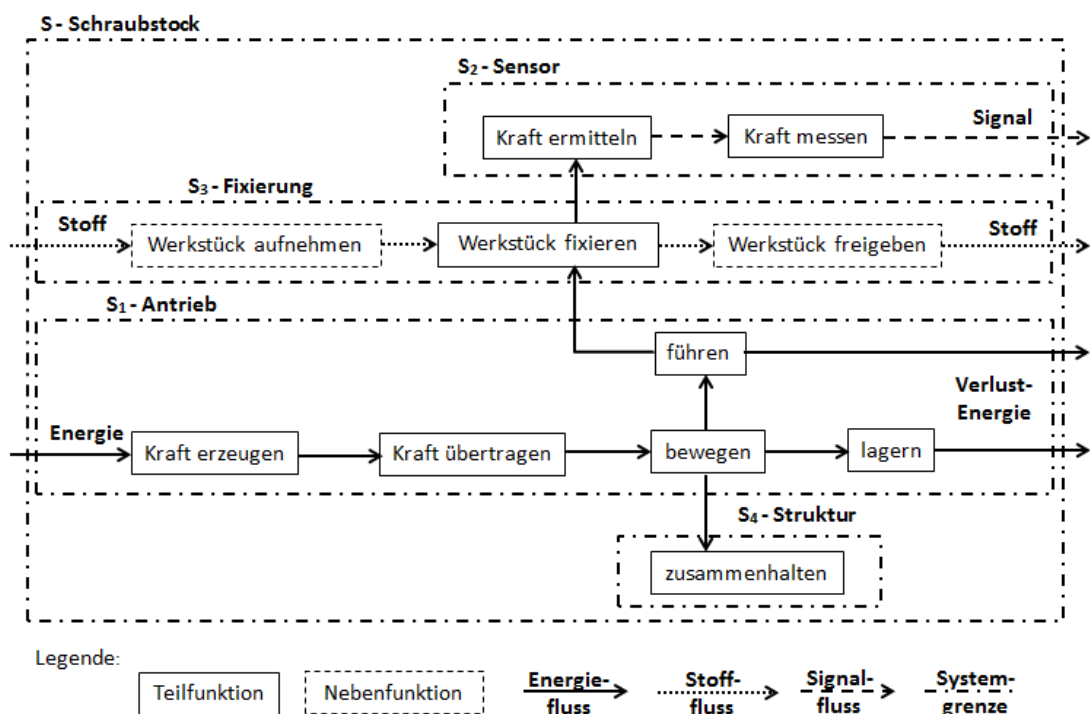 S - Schraubstock
S₂ - Sensor
Signal
Kraft ermitteln
Kraft messen
S₃ - Fixierung
Stoff
Werkstück aufnehmen
Werkstück fixieren
Werkstück freigeben
Stoff
S₁ - Antrieb
führen
Verlust-
Energie
Energie
Kraft erzeugen
Kraft übertragen
bewegen
lagern
S₄ - Struktur
zusammenhalten
Legende:
Teilfunktion
Nebenfunktion
Energie-
fluss
Stoff-
fluss
Signal-
fluss
System-
grenze